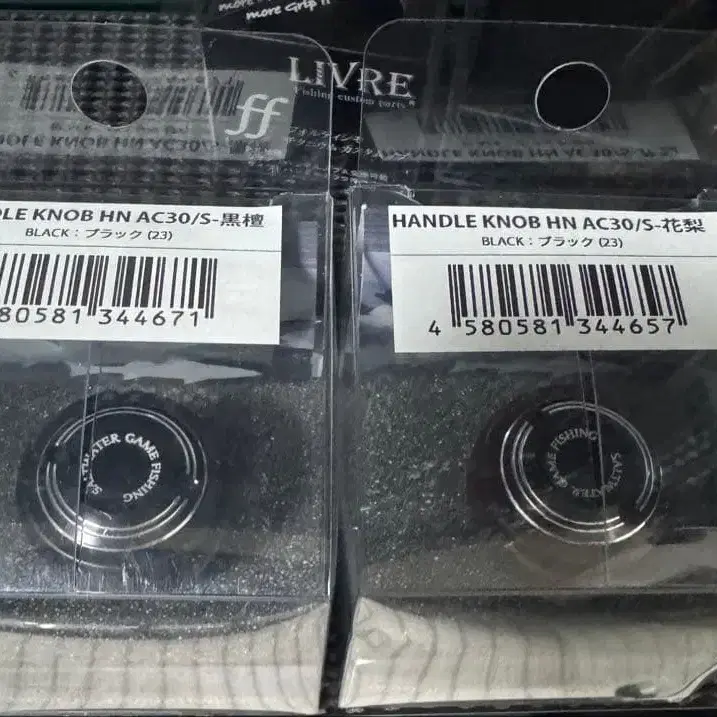 more Grip !!
LIVRE
Fishing custom parts
ff
DLE KNOB HN AC30/S-黒檀
BLACK：ブラック (23)
80581 344671
SALTWATER GAME FISHING
HANDLE KNOB HN AC30/S-花梨
BLACK：ブラック (23)
4 580581 344657
SALTWATER GAME FISHING